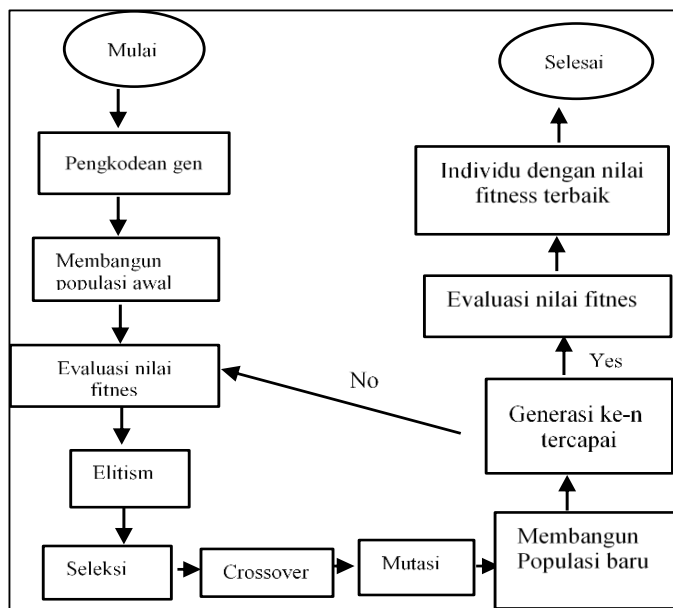 Mulai
Pengkodean gen
Membangun
populasi awal
Evaluasi nilai
fitnes
Elitism
Seleksi
Crossover
Mutasi
Membangun
Populasi baru
Generasi ke-n
tercapai
No
Yes
Evaluasi nilai fitnes
Individu dengan nilai
fitness terbaik
Selesai